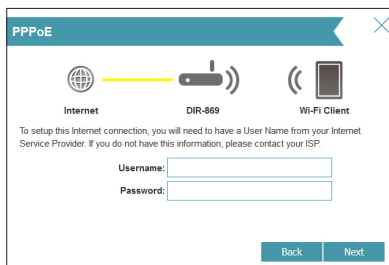 PPPoE
Internet DIR-869 Wi-Fi Client
To setup this Internet connection, you will need to have a User Name from your Internet
Service Provider. If you do not have this information, please contact your ISP.
Username:
Password:
Back Next